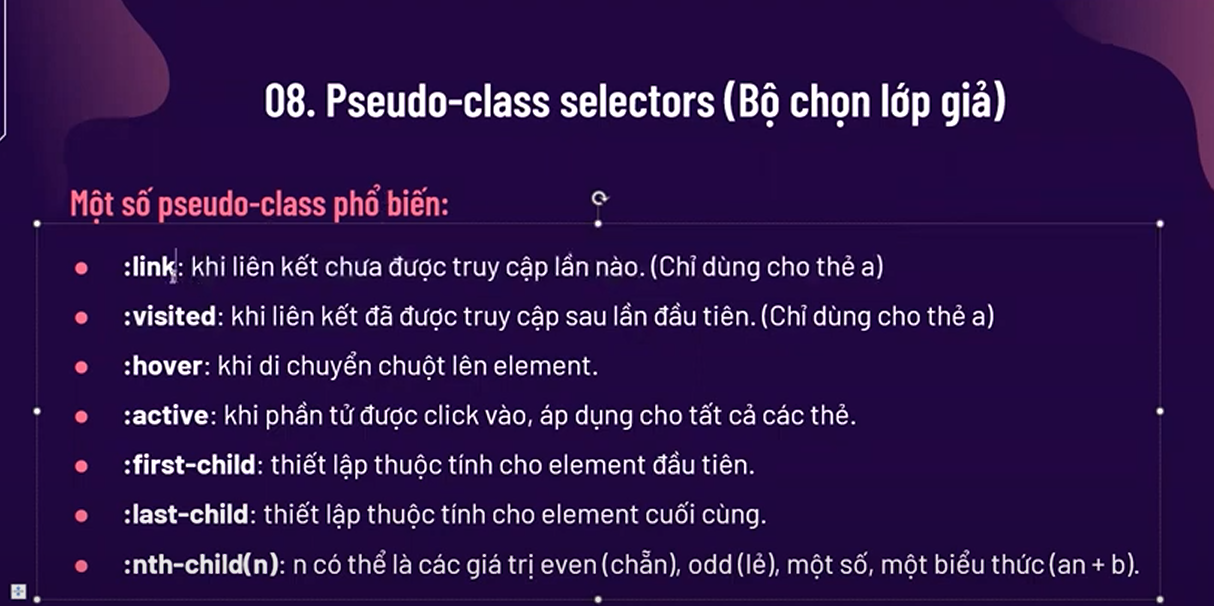 08. Pseudo-class selectors (Bộ chọn lớp giả)
Một số pseudo-class phổ biến:
:link: khi liên kết chưa được truy cập lần nào. (Chỉ dùng cho thẻ a)
:visited: khi liên kết đã được truy cập sau lần đầu tiên. (Chỉ dùng cho thẻ a)
:hover: khi di chuyển chuột lên element.
:active: khi phần tử được click vào, áp dụng cho tất cả các thẻ.
:first-child: thiết lập thuộc tính cho element đầu tiên.
:last-child: thiết lập thuộc tính cho element cuối cùng.
:nth-child(n): n có thể là các giá trị even (chẵn), odd (lẻ), một số, một biểu thức (an + b).